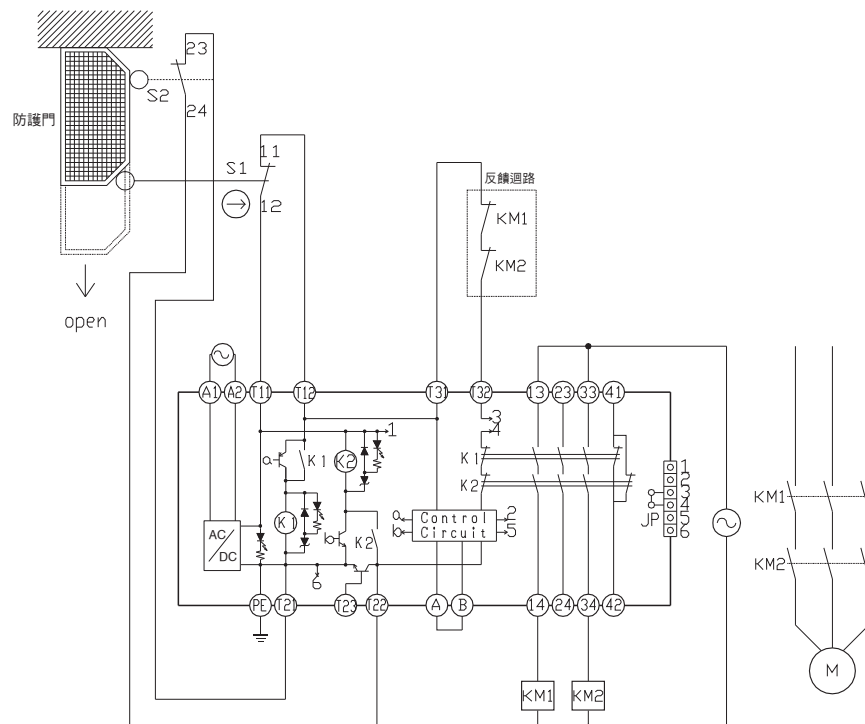 23
S2
24
防護門
11
S1
12
反饋迴路
KM1
KM2
open
A1
A2
T11
T12
T31
T32
13
23
33
41
1
3
4
a
K1
K2
K1
K2
1
2
3
4
5
6
JP
K1
b
K2
a
b
Control
Circuit
2
5
AC
DC
6
PE
T21
T23
T22
A
B
14
24
34
42
KM1
KM2
KM1
KM2
M